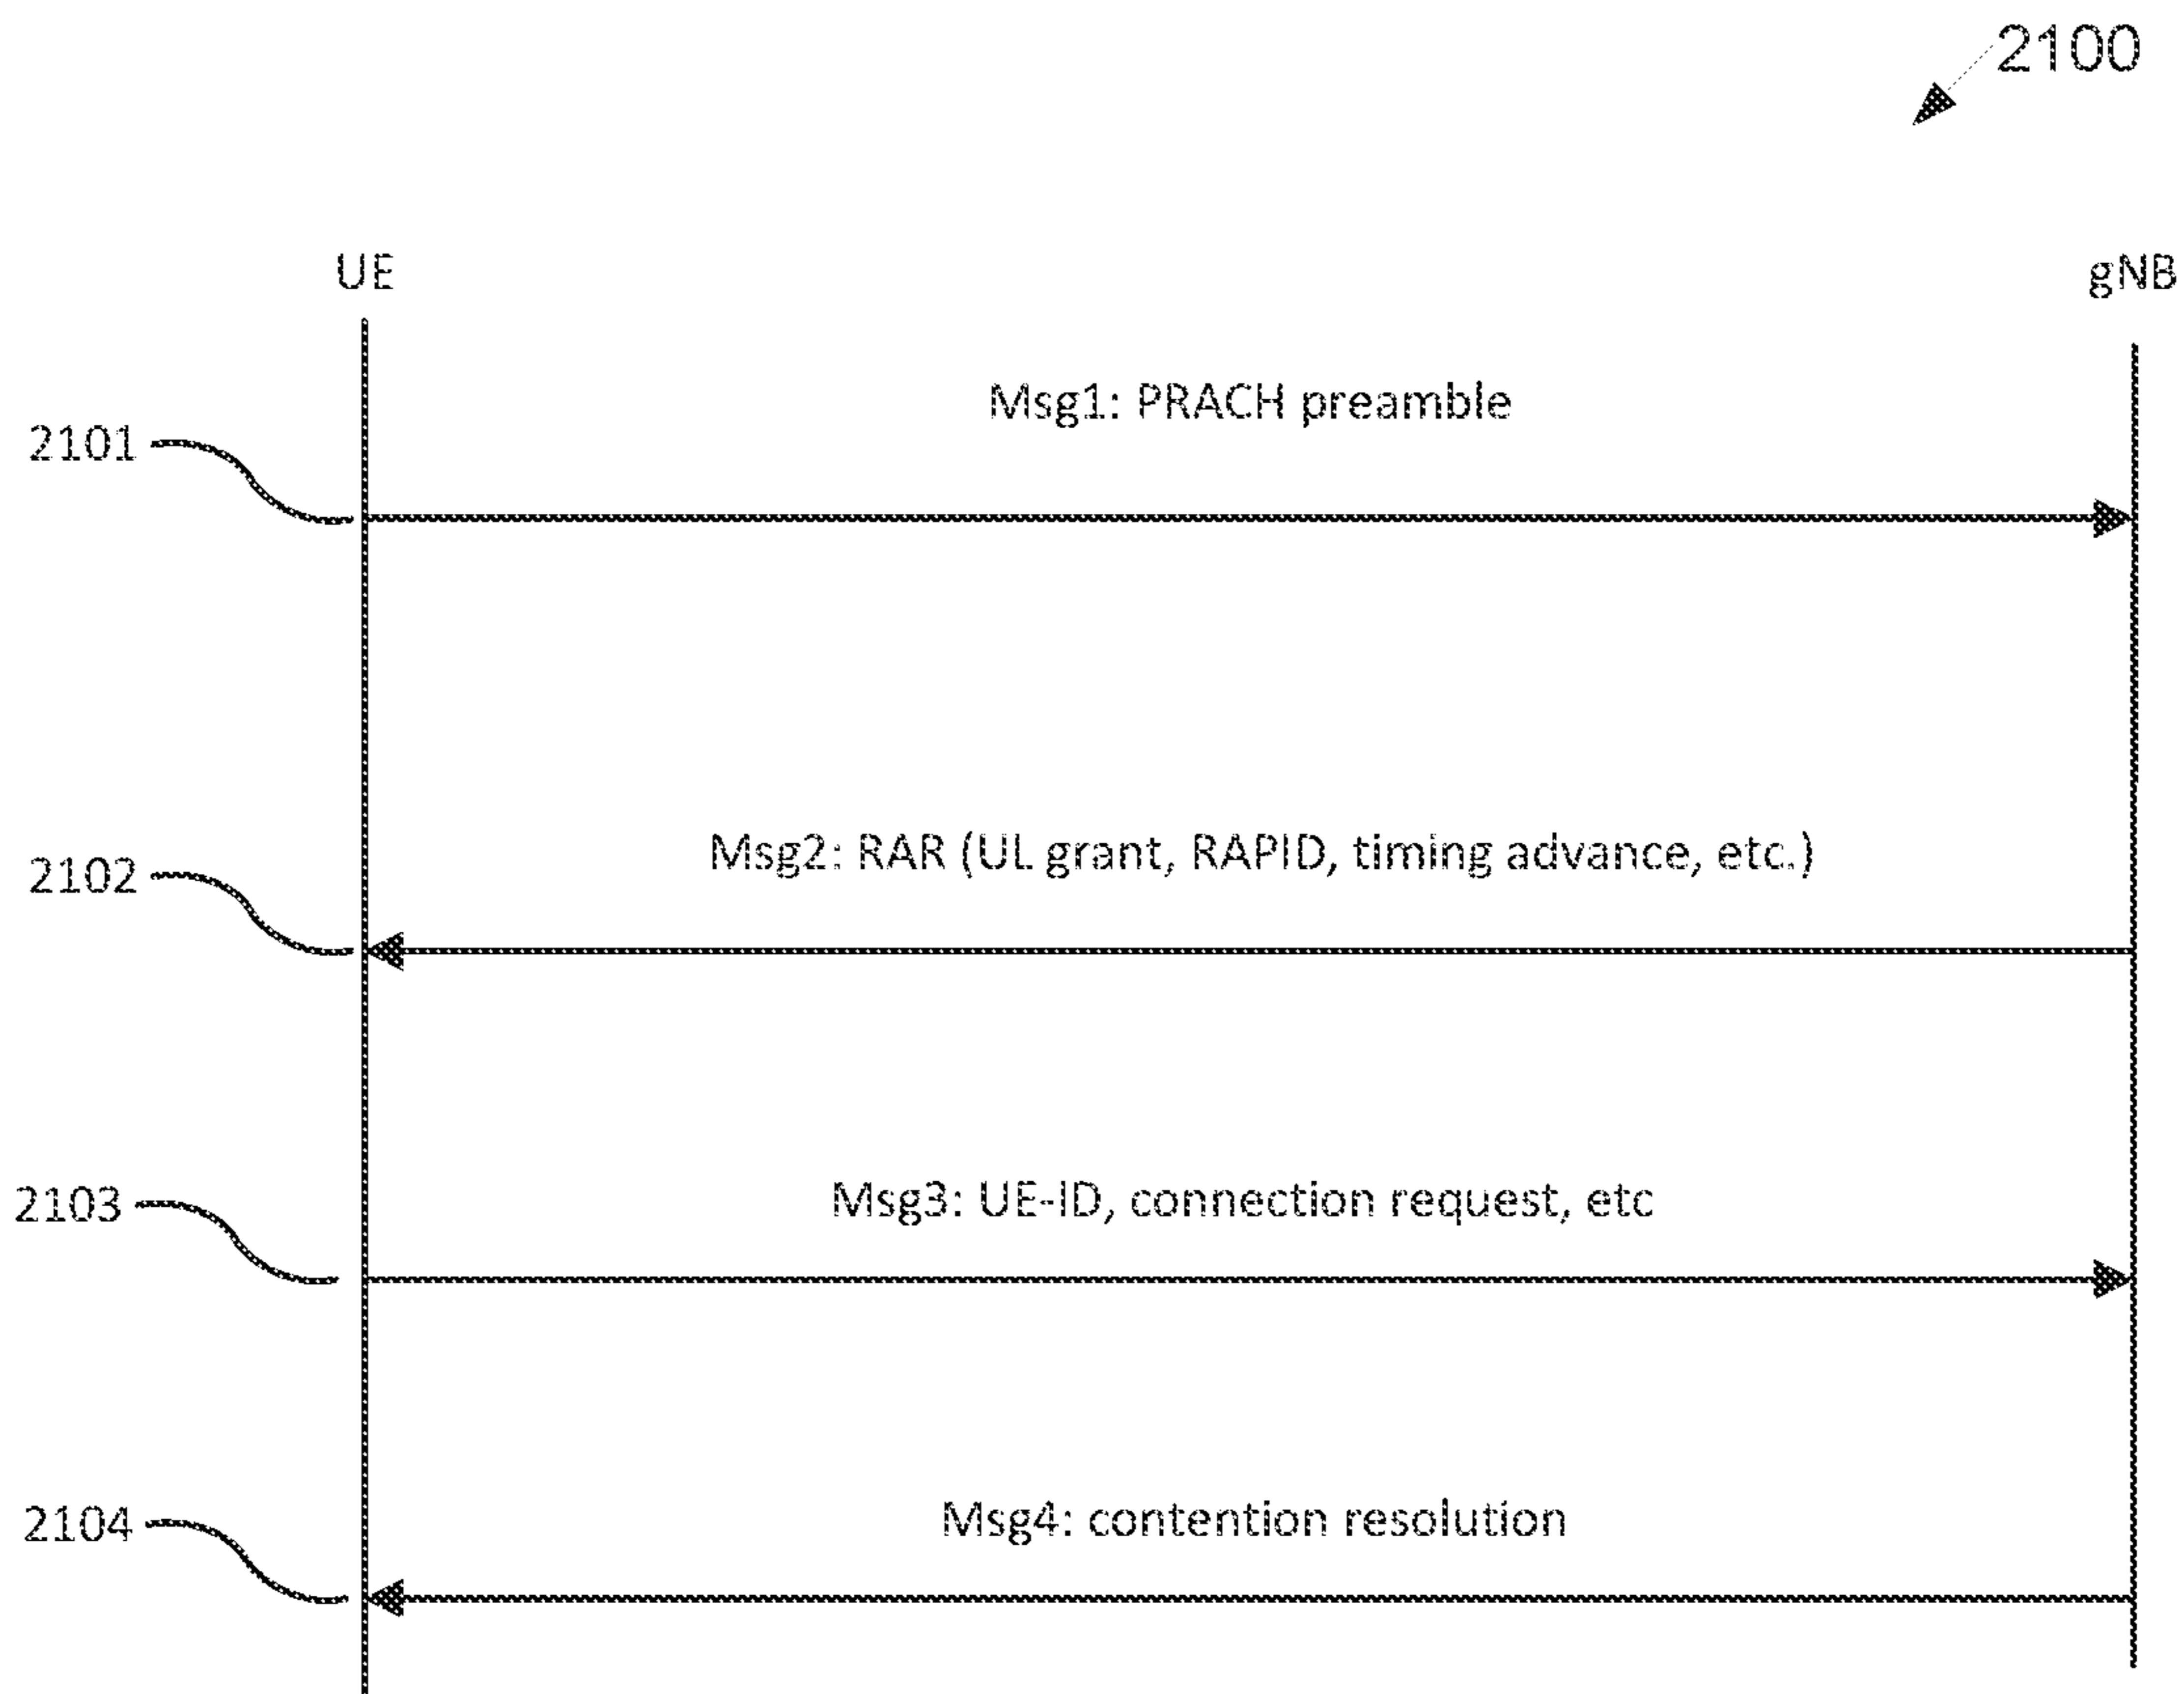 2100
UE
gNB
Msg1: PRACH preamble
2101
Msg2: RAR (UL grant, RAPID, timing advance, etc.)
2102
Msg3: UE-ID, connection request, etc
2103
Msg4: contention resolution
2104